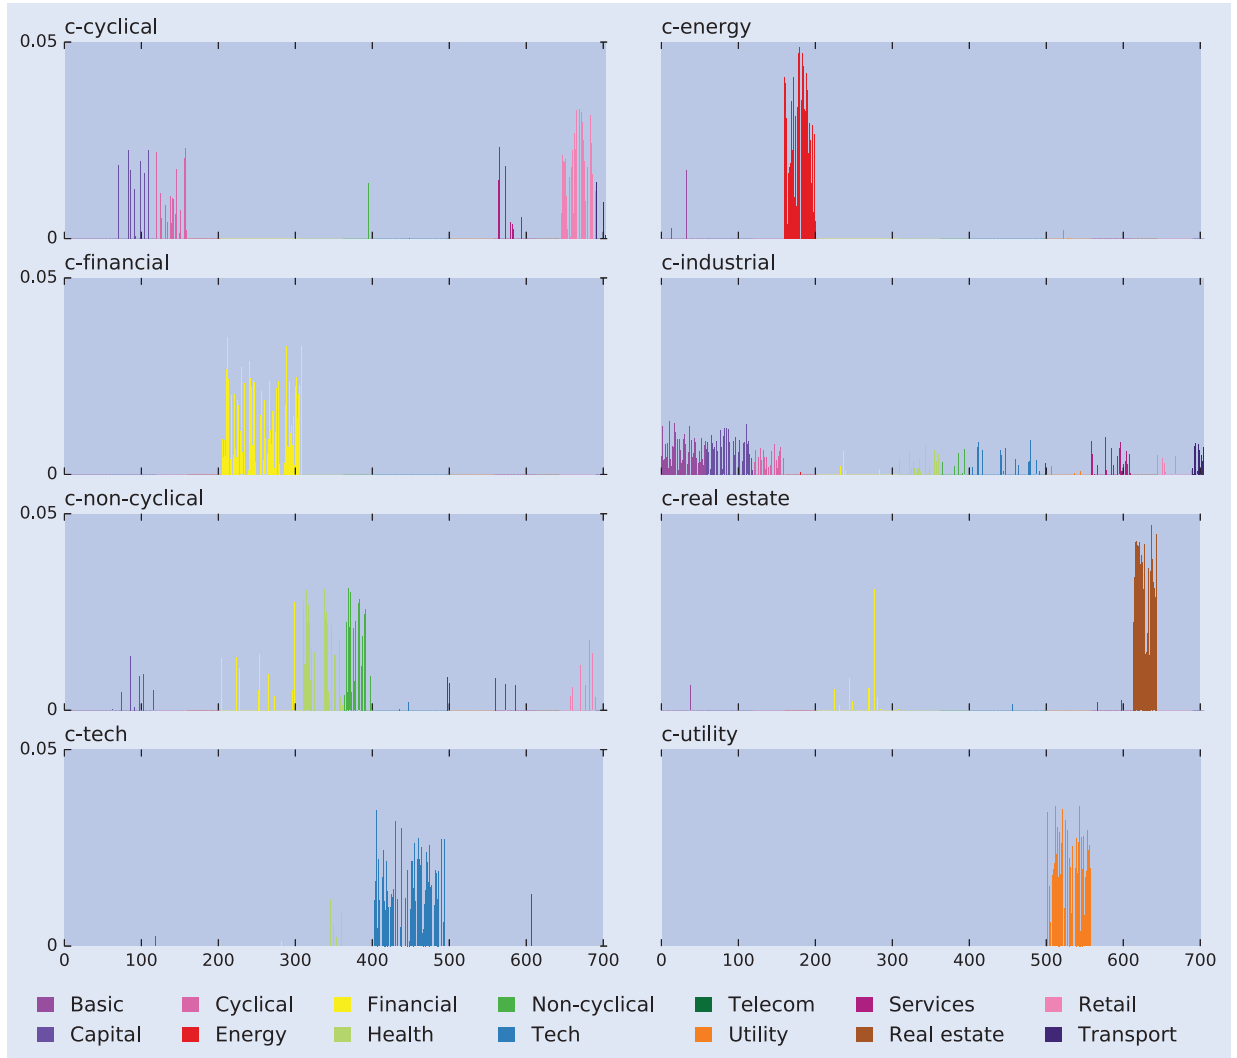 c-cyclical c-energy
0.05
0
c-financial c-industrial
0.05
0
c-non-cyclical c-real estate
0.05
0
c-tech c-utility
0.05
0
0 100 200 300 400 500 600 700 0 100 200 300 400 500 600 700
Basic Cyclical Financial Non-cyclical Telecom Services Retail
Capital Energy Health Tech Utility Real estate Transport